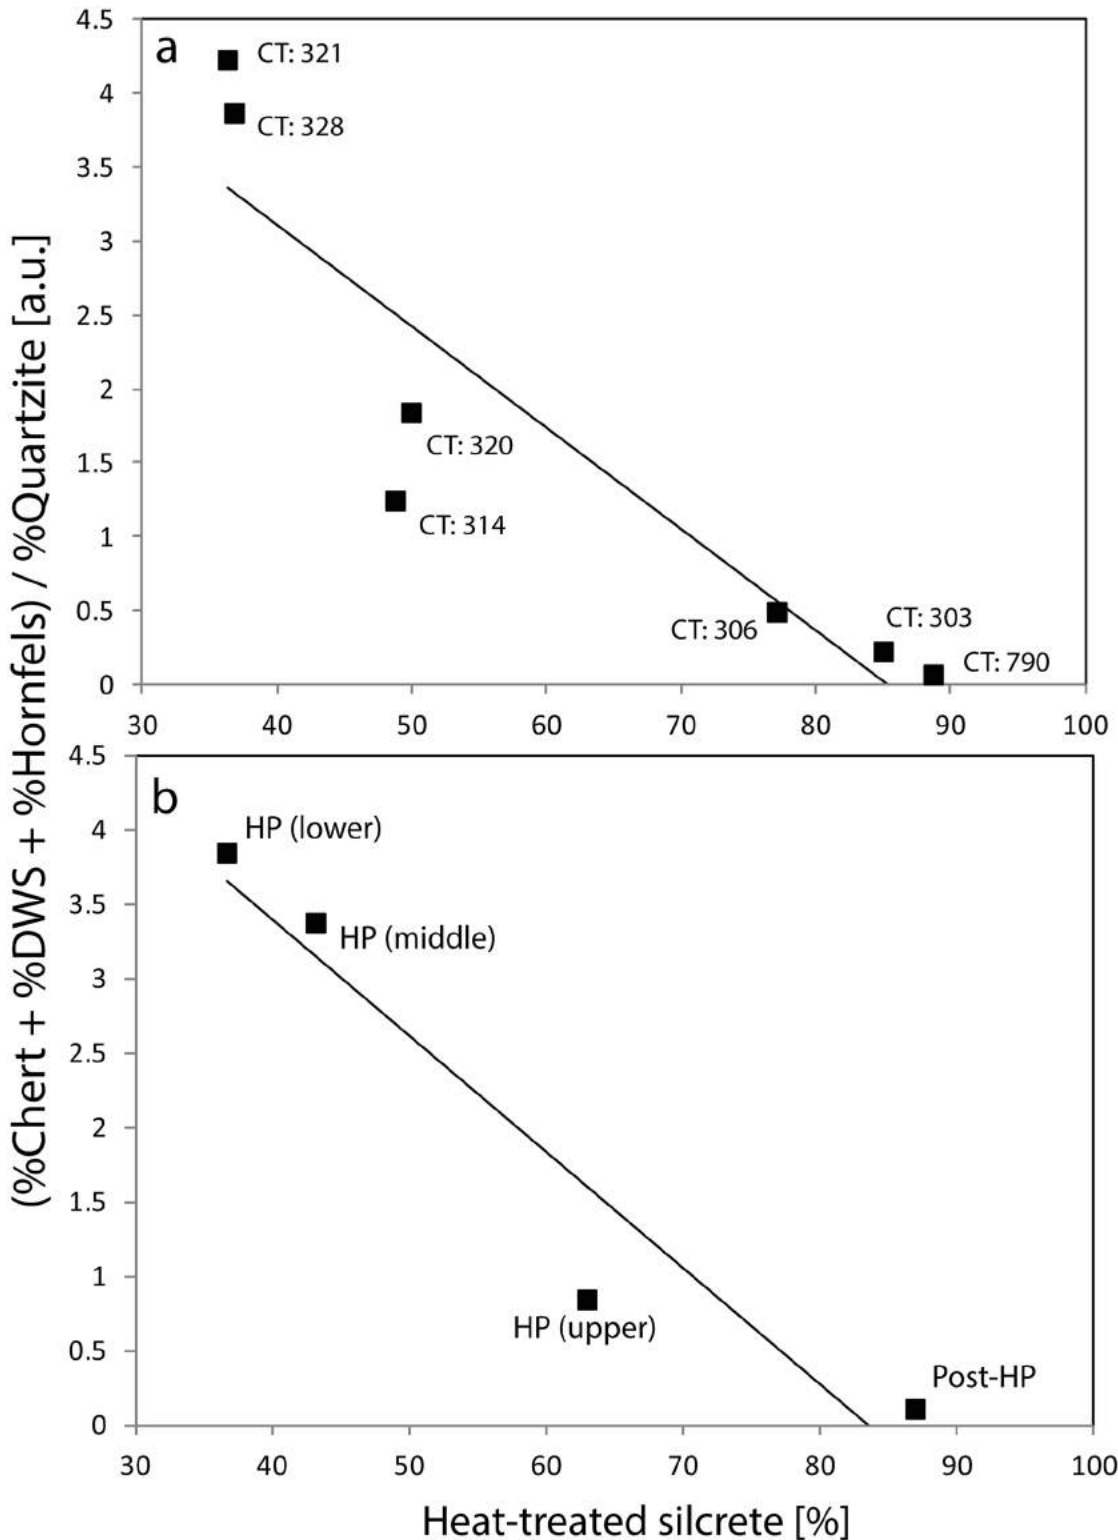 (%Chert + %DWS + %Hornfels) / %Quartzite [a.u.]
a
4.5
4
3.5
3
2.5
2
1.5
1
0.5
0
CT: 321
CT: 328
CT: 320
CT: 314
CT: 306
CT: 303
CT: 790
30 40 50 60 70 80 90 100
b
4.5
4
3.5
3
2.5
2
1.5
1
0.5
0
HP (lower)
HP (middle)
HP (upper)
Post-HP
30 40 50 60 70 80 90 100
Heat-treated silcrete [%]